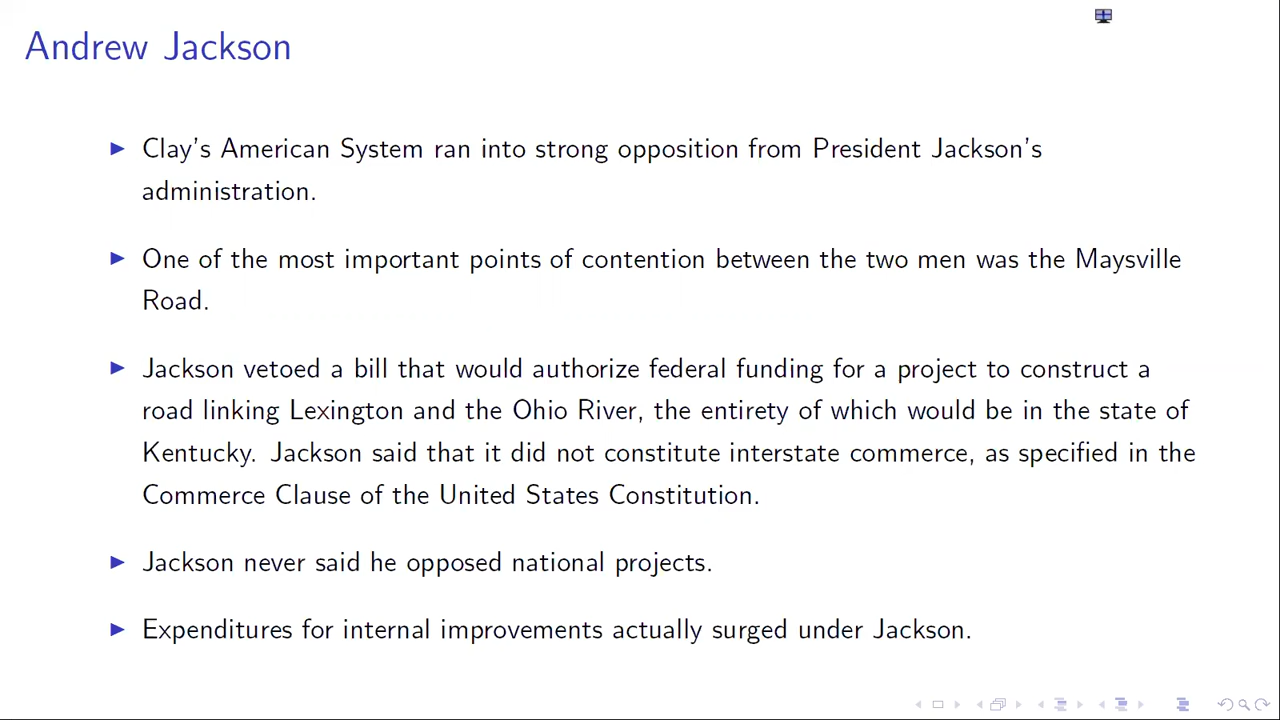 Andrew Jackson
Clay's American System ran into strong opposition from President Jackson's
administration.
One of the most important points of contention between the two men was the Maysville
Road.
Jackson vetoed a bill that would authorize federal funding for a project to construct a
road linking Lexington and the Ohio River, the entirety of which would be in the state of
Kentucky. Jackson said that it did not constitute interstate commerce, as specified in the
Commerce Clause of the United States Constitution.
Jackson never said he opposed national projects.
Expenditures for internal improvements actually surged under Jackson.